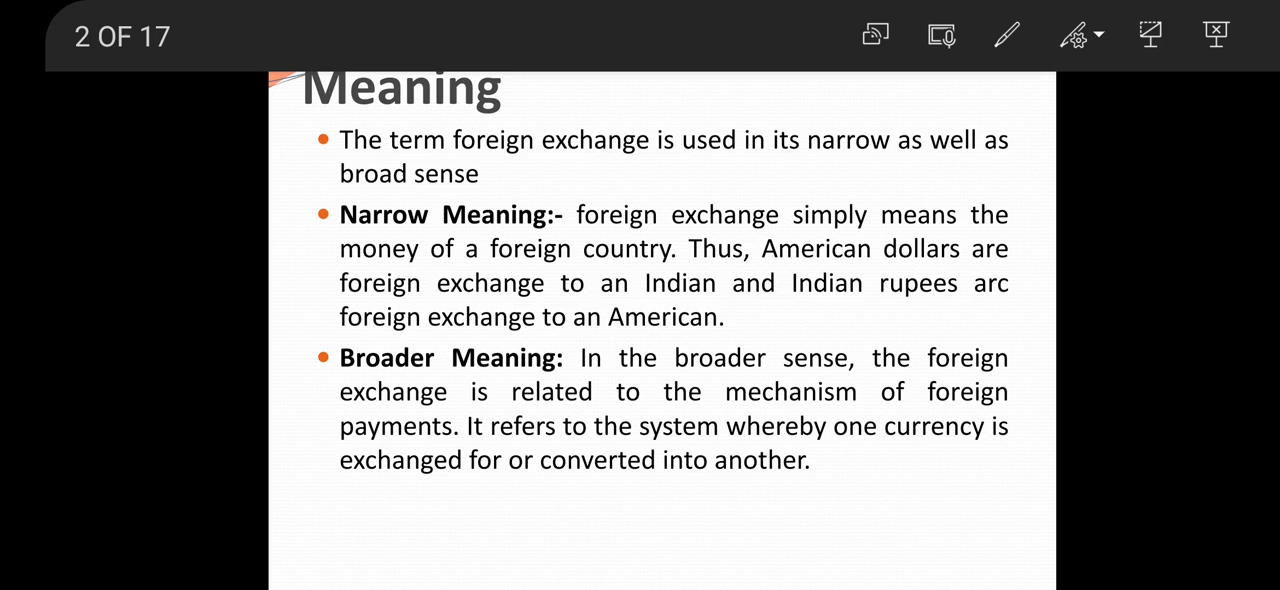 2 OF 17
Meaning
• The term foreign exchange is used in its narrow as well as
broad sense
• Narrow Meaning:- foreign exchange simply means the
money of a foreign country. Thus, American dollars are
foreign exchange to an Indian and Indian rupees arc
foreign exchange to an American.
• Broader Meaning: In the broader sense, the foreign
exchange is related to the mechanism of foreign
payments. It refers to the system whereby one currency is
exchanged for or converted into another.